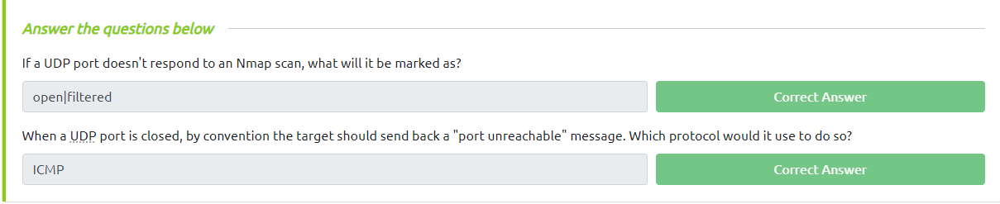 Answer the questions below
If a UDP port doesn't respond to an Nmap scan, what will it be marked as?
open|filtered
Correct Answer
When a UDP port is closed, by convention the target should send back a "port unreachable" message. Which protocol would it use to do so?
ICMP
Correct Answer